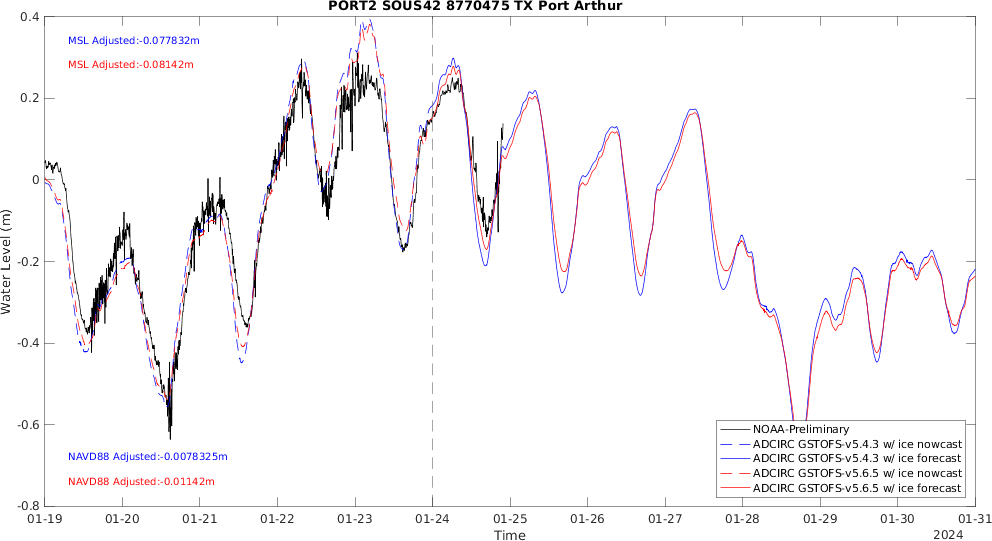 PORT2 SOUS42 8770475 TX Port Arthur
MSL Adjusted:-0.077832m
MSL Adjusted:-0.08142m
NAVD88 Adjusted:-0.0078325m
NAVD88 Adjusted:-0.01142m
Water Level (m)
0.4
0.2
0
-0.2
-0.4
-0.6
-0.8
NOAA-Preliminary
ADCIRC GSTOFS-v5.4.3 w/ ice nowcast
ADCIRC GSTOFS-v5.4.3 w/ ice forecast
ADCIRC GSTOFS-v5.6.5 w/ ice nowcast
ADCIRC GSTOFS-v5.6.5 w/ ice forecast
01-19 01-20 01-21 01-22 01-23 01-24 01-25 01-26 01-27 01-28 01-29 01-30 01-31
Time
2024